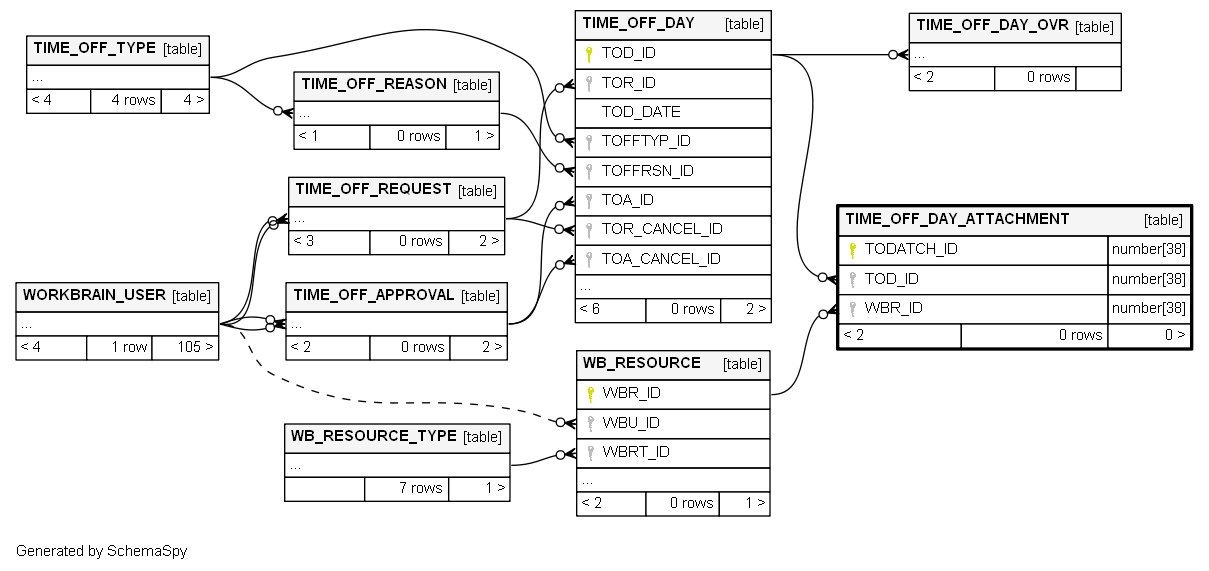 TIME_OFF_TYPE [table]
...
< 4 4 rows 4 >
TIME_OFF_REASON [table]
...
< 1 0 rows 1 >
TIME_OFF_REQUEST [table]
...
< 3 0 rows 2 >
WORKBRAIN_USER [table]
...
< 4 1 row 105 >
TIME_OFF_APPROVAL [table]
...
< 2 0 rows 2 >
WB_RESOURCE_TYPE [table]
...
7 rows 1 >
TIME_OFF_DAY [table]
TOD_ID
TOR_ID
TOD_DATE
TOFFTYP_ID
TOFFRSN_ID
TOA_ID
TOR_CANCEL_ID
TOA_CANCEL_ID
...
< 6 0 rows 2 >
WB_RESOURCE [table]
WBR_ID
WBU_ID
WBRT_ID
...
< 2 0 rows 1 >
TIME_OFF_DAY_OVR [table]
...
< 2 0 rows
TIME_OFF_DAY_ATTACHMENT [table]
TODATCH_ID number[38]
TOD_ID number[38]
WBR_ID number[38]
< 2 0 rows 0 >
Generated by SchemaSpy